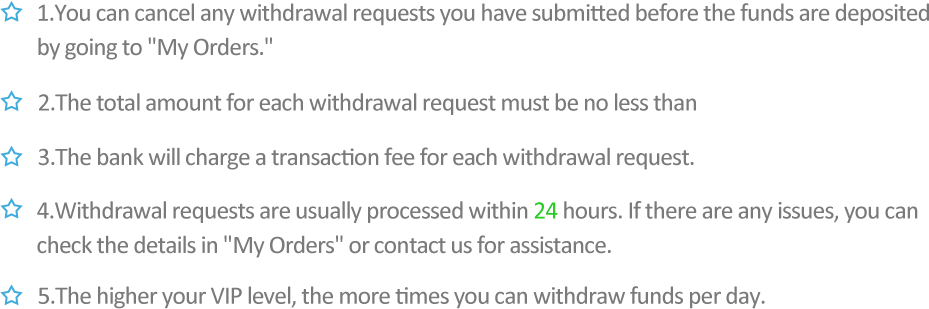 1.You can cancel any withdrawal requests you have submitted before the funds are deposited
by going to "My Orders."
2.The total amount for each withdrawal request must be no less than
3.The bank will charge a transaction fee for each withdrawal request.
4.Withdrawal requests are usually processed within 24 hours. If there are any issues, you can
check the details in "My Orders" or contact us for assistance.
5.The higher your VIP level, the more times you can withdraw funds per day.